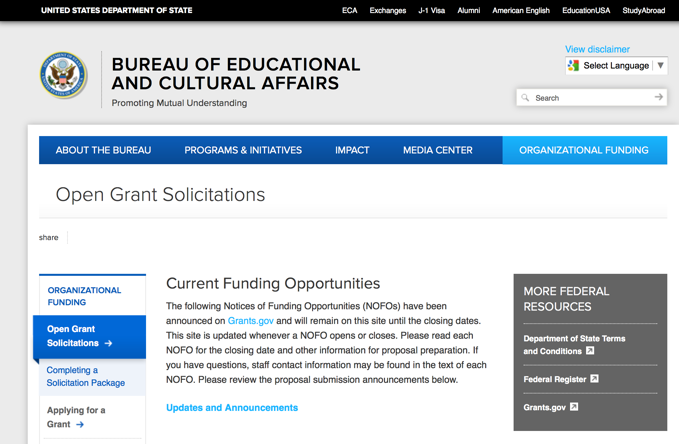 UNITED STATES DEPARTMENT OF STATE
ECA Exchanges J-1 Visa Alumni American English EducationUSA StudyAbroad
BUREAU OF EDUCATIONAL
AND CULTURAL AFFAIRS
Promoting Mutual Understanding
View disclaimer
Select Language
Search
ABOUT THE BUREAU PROGRAMS & INITIATIVES IMPACT MEDIA CENTER ORGANIZATIONAL FUNDING
Open Grant Solicitations
share
ORGANIZATIONAL
FUNDING
Open Grant
Solicitations →
Completing a
Solicitation Package
Applying for a
Grant →
Current Funding Opportunities
The following Notices of Funding Opportunities (NOFOs) have been
announced on Grants.gov and will remain on this site until the closing dates.
This site is updated whenever a NOFO opens or closes. Please read each
NOFO for the closing date and other information for proposal preparation. If
you have questions, staff contact information may be found in the text of each
NOFO. Please review the proposal submission announcements below.
Updates and Announcements
MORE FEDERAL
RESOURCES
Department of State Terms
and Conditions
Federal Register
Grants.gov